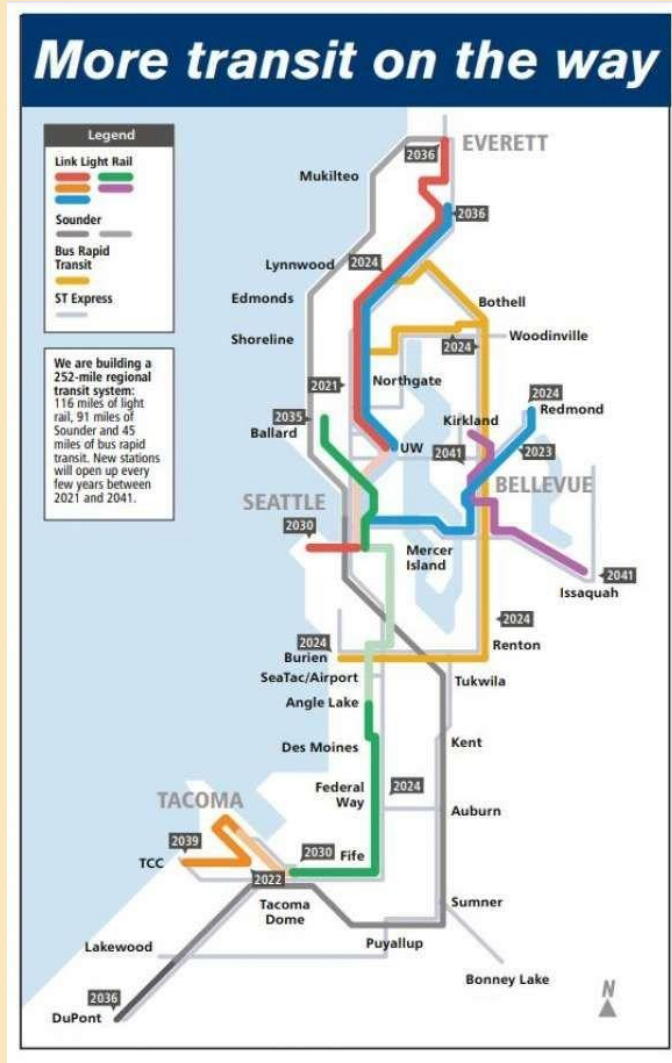 More transit on the way
Legend
Link Light Rail
Sounder
Bus Rapid
Transit
ST Express
We are building a
252-mile regional
transit system:
116 miles of light
rail, 91 miles of
Sounder and 45
miles of bus rapid
transit. New stations
will open up every
few years between
2021 and 2041.
EVERETT
2036
Mukilteo
2036
Lynnwood
2024
Edmonds
Bothell
Shoreline
Woodinville
2024
2021
Northgate
2024
2035
Kirkland
Redmond
Ballard
UW
2041
2023
SEATTLE
BELLEVUE
2030
Mercer
Island
2041
Issaquah
2024
2024
Renton
Burien
SeaTac/Airport
Tukwila
Angle Lake
Des Moines
Kent
Federal
Way
2024
TACOMA
Auburn
2039
2030
Fife
TCC
2022
Tacoma
Dome
Sumner
Puyallup
Lakewood
Bonney Lake
2036
DuPont
N